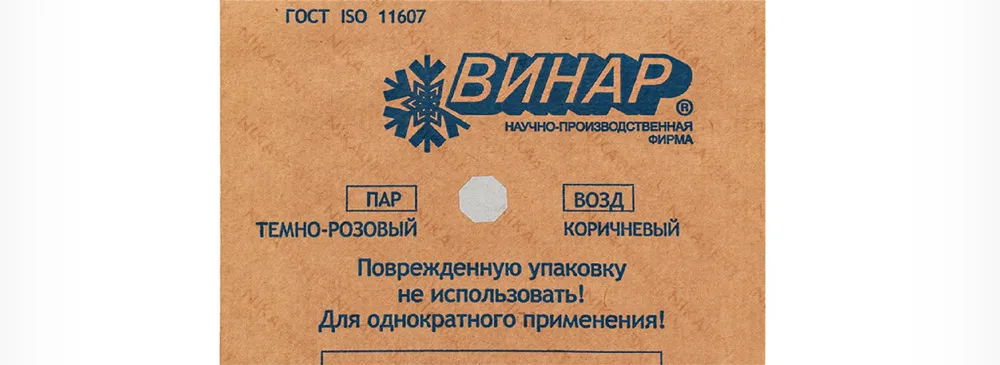 ГОСТ ISO 11607
ВИНАР®
НАУЧНО-ПРОИЗВОДСТВЕННАЯ
ФИРМА
ПАР
ВОЗД
ТЕМНО-РОЗОВЫЙ
КОРИЧНЕВЫЙ
Поврежденную упаковку
не использовать!
Для однократного применения!